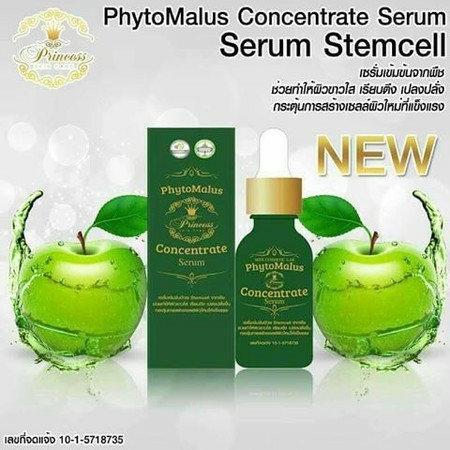 PhytoMalus Concentrate Serum
Serum Stemcell
Princess
SKIN CARE
เซรั่มเข้มข้นจากพืช
ช่วยทำให้ผิวขาวใส เรียบตึง เปล่งปลั่ง
กระตุ้นการสร้างเซลล์ผิวใหม่ที่แข็งแรง
NEW
PhytoMalus
Princess
SKIN CARE
Concentrate
Serum
PhytoMalus
Concentrate
Serum
เลขที่จดแจ้ง 10-1-5718735